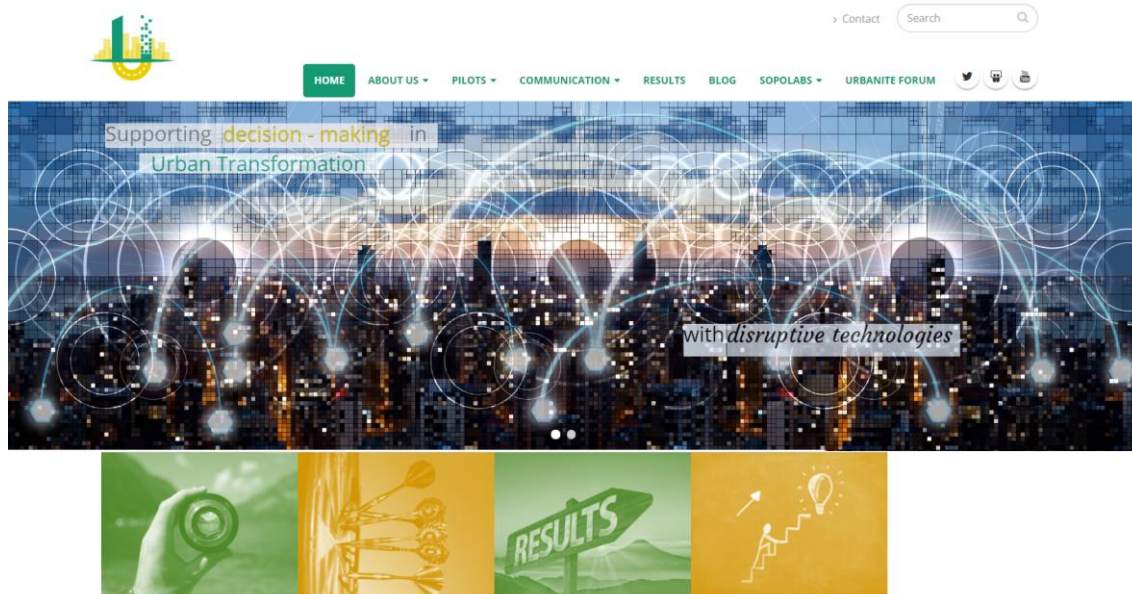 › Contact
Search
HOME ABOUT US PILOTS COMMUNICATION RESULTS BLOG SOPOLABS URBANITE FORUM
Supporting decision - making in
Urban Transformation
with disruptive technologies
RESULTS